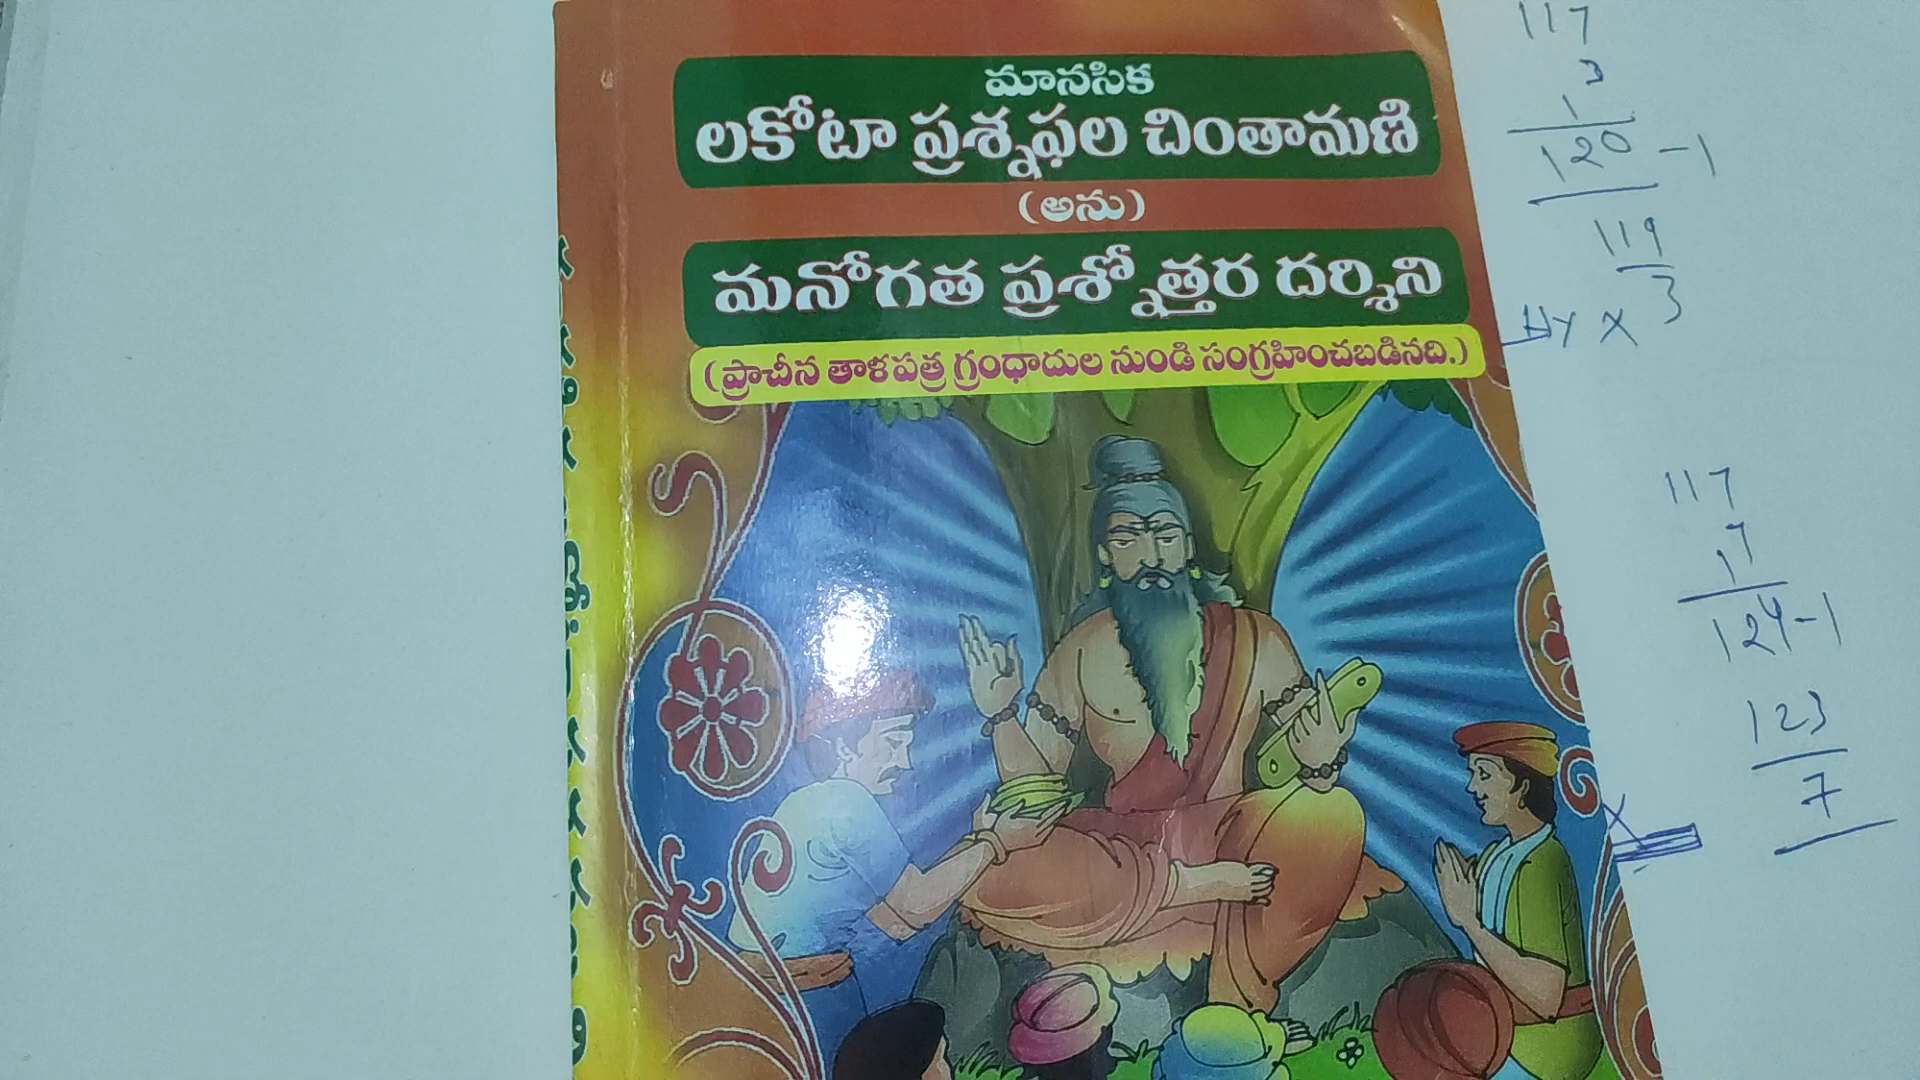 మానసిక
లకోటా ప్రశ్నఫల చింతామణి
(అను)
మనోగత ప్రశ్నోత్తర దర్శిని
(ప్రాచీన తాళపత్ర గ్రంధాదుల నుండి సంగ్రహించబడినది.)
117
3
1
120 -1
119
3
117
7
1
124-1
123
7